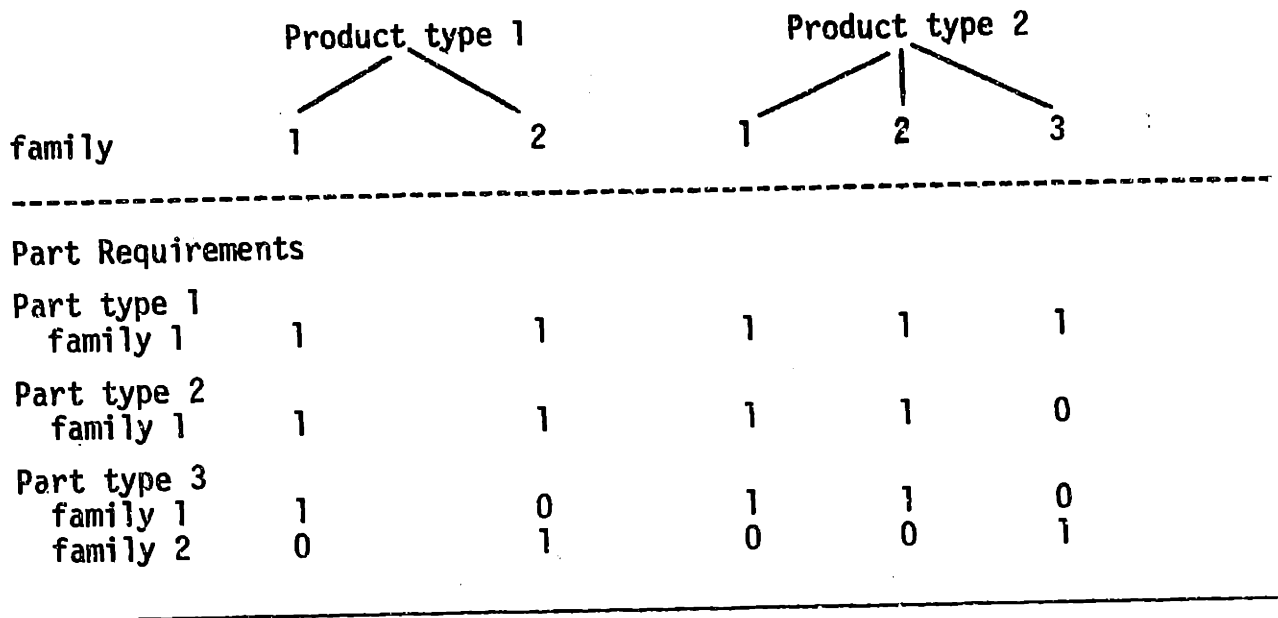 Product type 1 Product type 2
family 1 2 1 2 3
Part Requirements
Part type 1
family 1 1 1 1 1 1
Part type 2
family 1 1 1 1 1 0
Part type 3
family 1 1 0 1 1 0
family 2 0 1 0 0 1